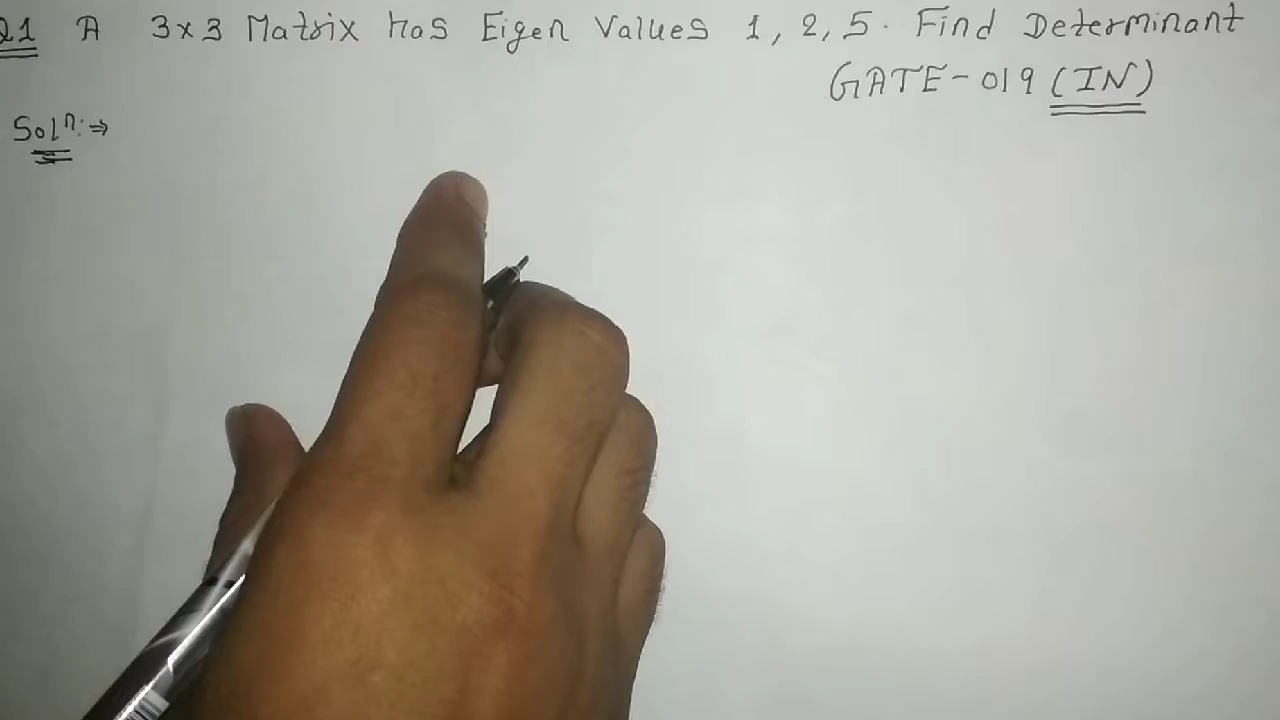 Q1 A 3x3 Matrix has Eigen Values 1, 2, 5. Find Determinant
GATE-019 (IN)
Solⁿ:⇒